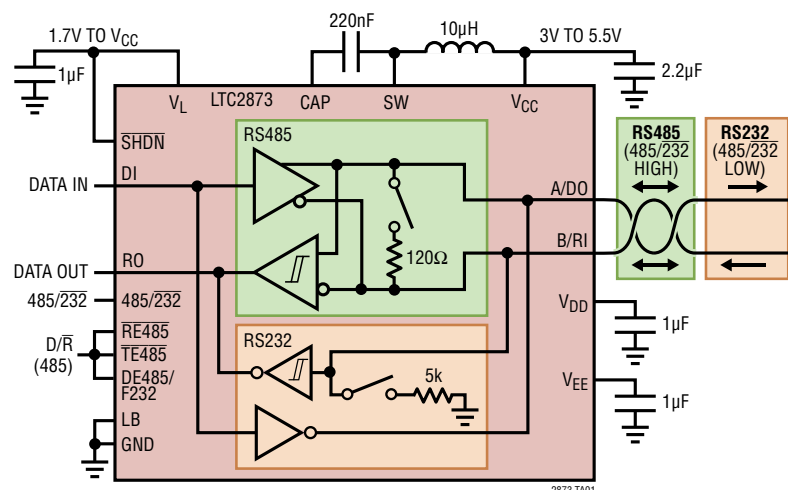 220nF
10µH
1.7V TO VCC
3V TO 5.5V
1µF
2.2µF
VL
LTC2873
CAP
SW
VCC
SHDN
RS485
RS485
(485/232
HIGH)
RS232
(485/232
LOW)
DATA IN
DI
A/DO
B/RI
120Ω
DATA OUT
RO
485/232
485/232
VDD
1µF
D/R
(485)
RE485
TE485
DE485/
F232
RS232
5k
VEE
1µF
LB
GND
2873 TA01